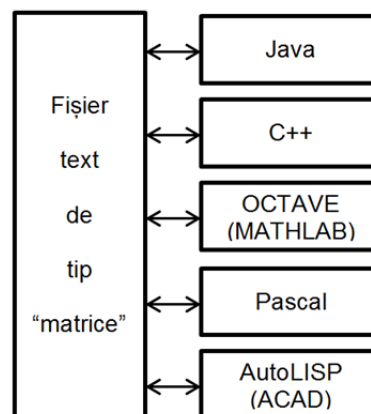 Fișier
text
de
tip
“matrice”
Java
C++
OCTAVE
(MATHLAB)
Pascal
AutoLISP
(ACAD)